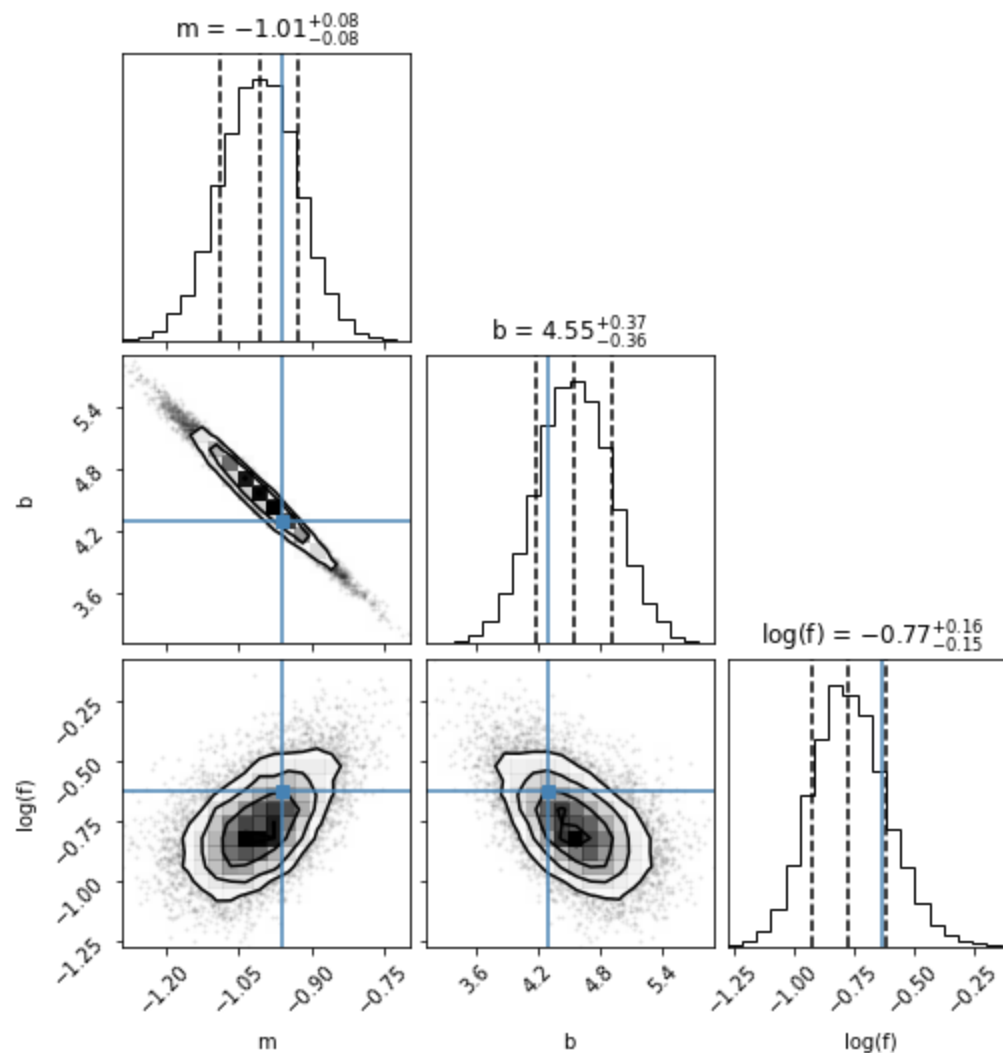 m = −1.01+0.08 −0.08
b = 4.55+0.37 −0.36
5.4
4.8
4.2
3.6
b
log(f) = −0.77+0.16 −0.15
−0.25
−0.50
−0.75
−1.00
−1.25
log(f)
−1.20 −1.05 −0.90 −0.75
3.6 4.2 4.8 5.4
−1.25 −1.00 −0.75 −0.50 −0.25
m b log(f)